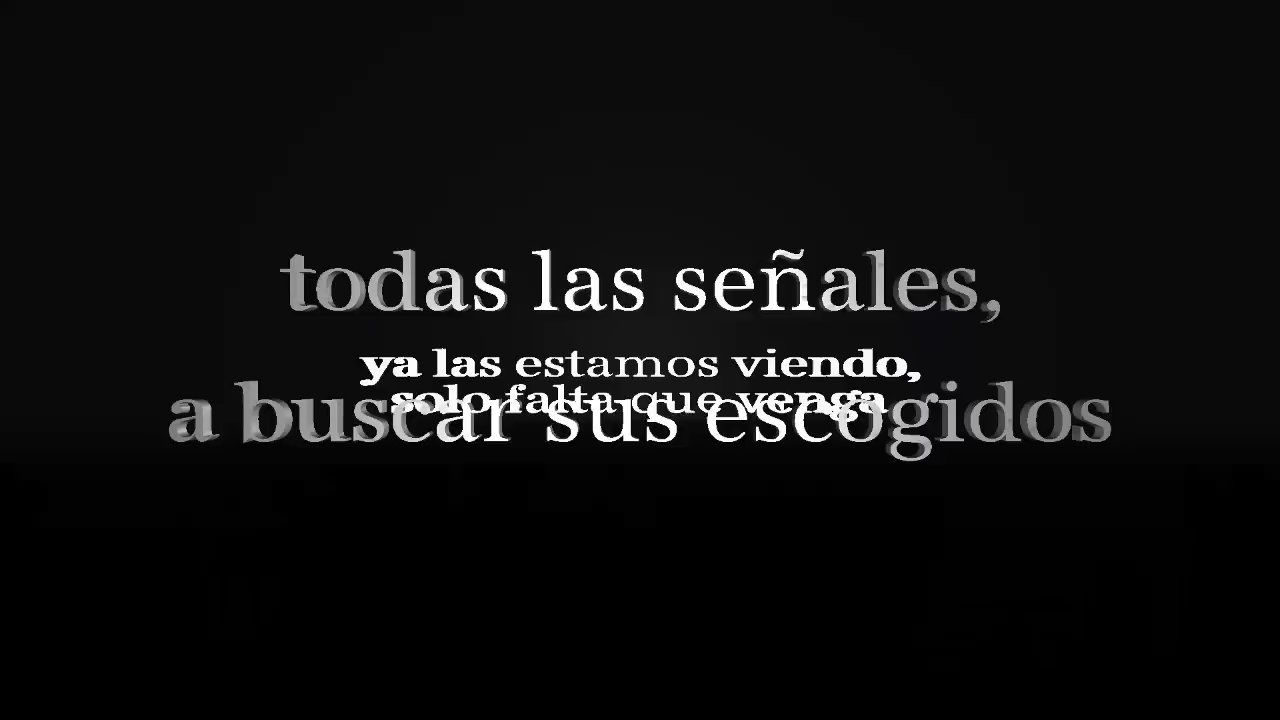 todas las señales,
ya las estamos viendo,
solo falta que venga
a buscar sus escogidos